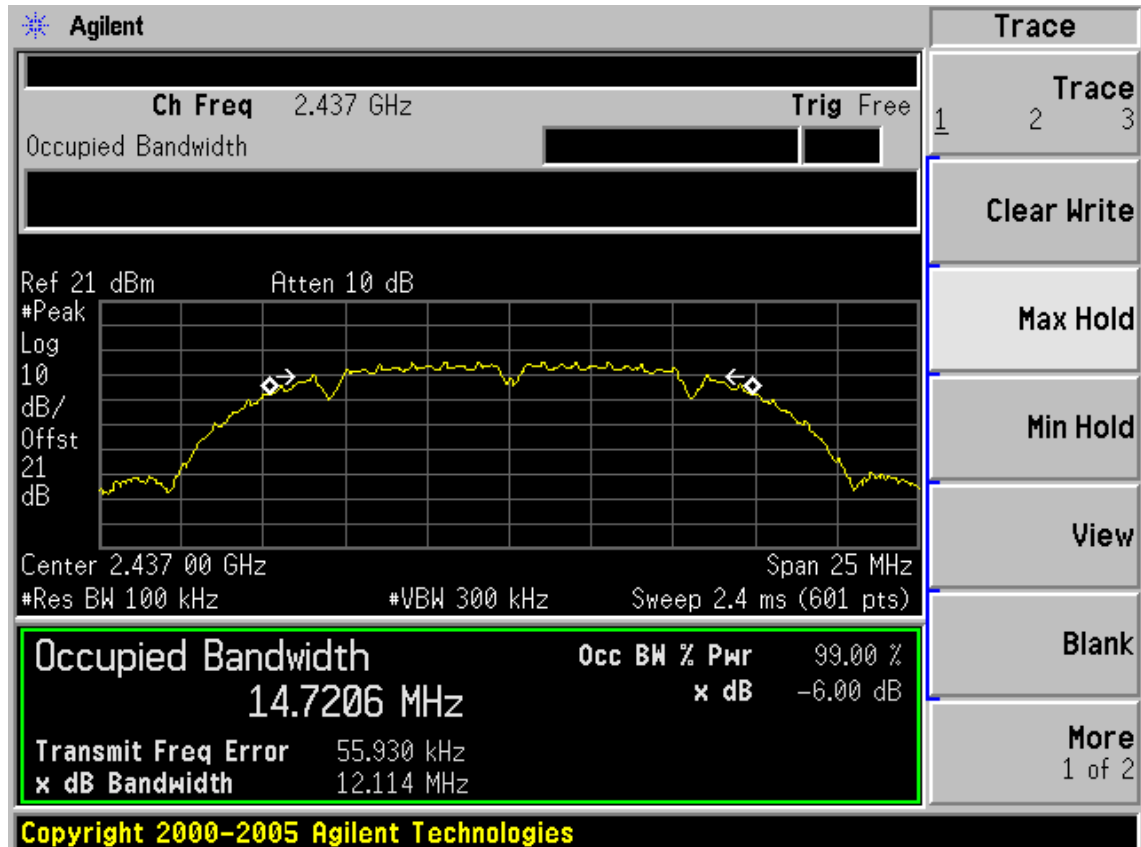 Agilent
Trace
Ch Freq 2.437 GHz Trig Free
Occupied Bandwidth
Trace
1 2 3
Clear Write
Max Hold
Min Hold
View
Blank
More
1 of 2
Ref 21 dBm Atten 10 dB
#Peak
Log
10
dB/
Offst
21
dB
Center 2.437 00 GHz Span 25 MHz
#Res BW 100 kHz #VBW 300 kHz Sweep 2.4 ms (601 pts)
Occupied Bandwidth Occ BW % Pwr 99.00 %
14.7206 MHz x dB -6.00 dB
Transmit Freq Error 55.930 kHz
x dB Bandwidth 12.114 MHz
Copyright 2000-2005 Agilent Technologies